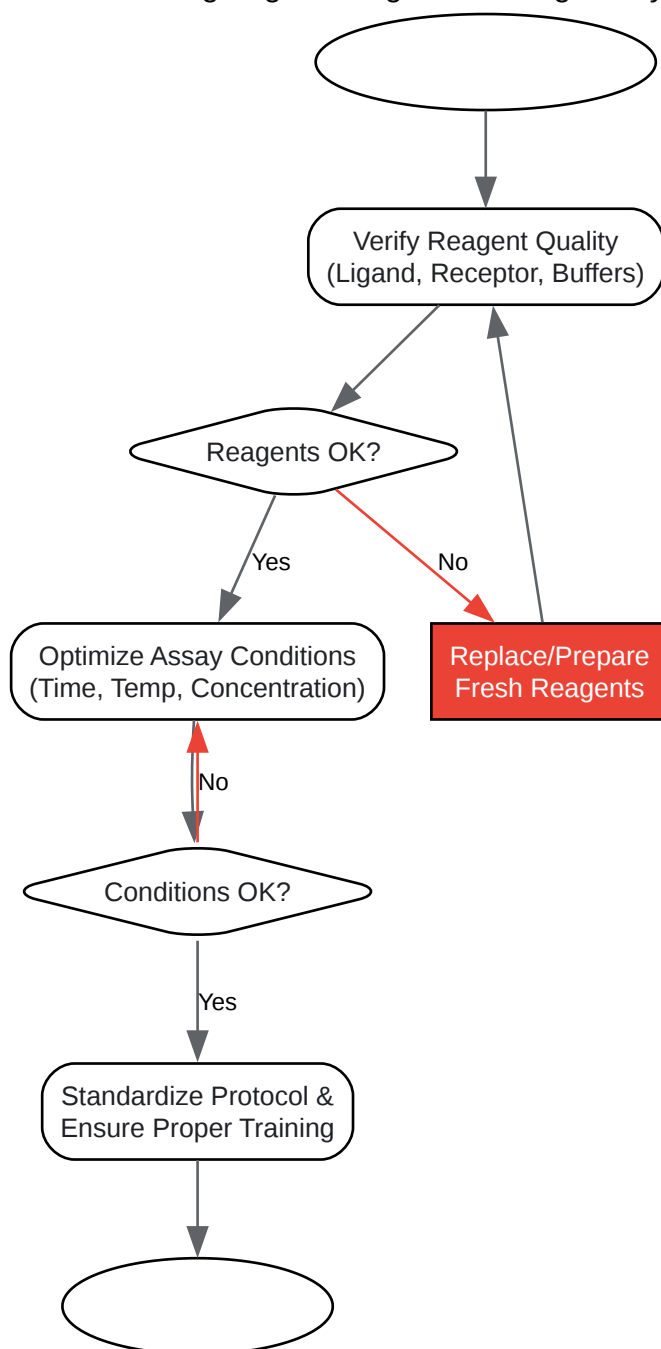 Verify Reagent Quality
(Ligand, Receptor, Buffers)
Reagents OK?
Yes
No
Optimize Assay Conditions
(Time, Temp, Concentration)
Replace/Prepare
Fresh Reagents
No
Conditions OK?
Yes
Standardize Protocol &
Ensure Proper Training